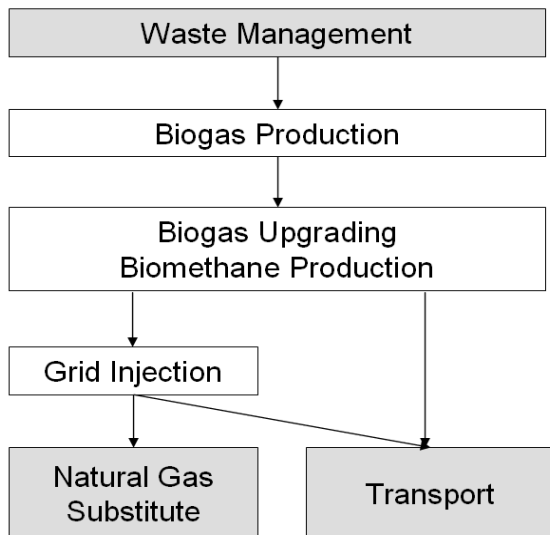 Waste Management
Biogas Production
Biogas Upgrading
Biomethane Production
Grid Injection
Natural Gas
Substitute
Transport